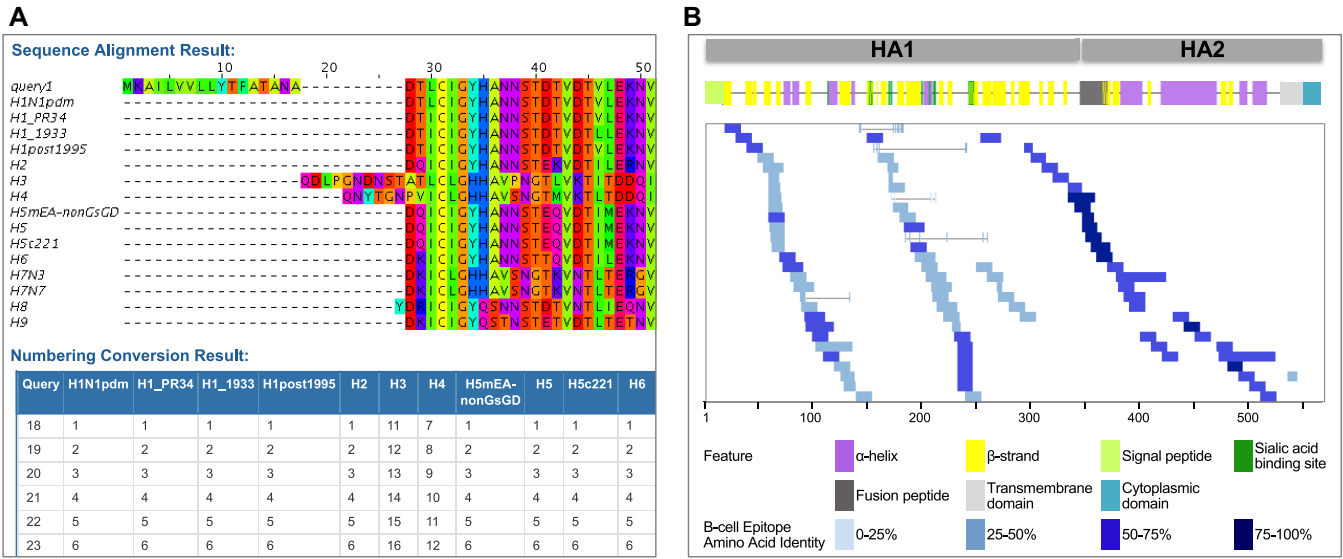 A
Sequence Alignment Result:
10 20 30 40 50
query1 MKAILVVLLYTFATANA----------DTLCIGYHANNSTDTVDTVLEKNV
H1N1pdm ---------------------------DTICIGYHANNSTDTVDTVLEKNV
H1_PR34 ---------------------------DTICIGYHANNSTDTVDTVLEKNV
H1_1933 ---------------------------DTICIGYHANNSTDTVDTVLEKNV
H1post1995 ---------------------------DTICIGYHANNSTDTVDTVLEKNV
H2 ---------------------------DQICIGYHANNSTEKVDTILERNV
H3 -----------------QDLPGNDNSTATLCLGHHAVPNGTLVKTITDDQI
H4 ---------------------QNYTGNPVICLGHHAVSNGTMVKTLTDDQI
H5mEA-nonGsGD ---------------------------DQICIGYHANNSTEQVDTIMEKNV
H5 ---------------------------DQICIGYHANNSTEQVDTIMEKNV
H5c221 ---------------------------DQICIGYHANNSTEQVDTIMEKNV
H6 ---------------------------DKICIGYHANNSTTQVDTILEKNV
H7N3 ---------------------------DKICLGHHAVSNGTKVNTLTERGV
H7N7 ---------------------------DKICLGHHAVSNGTKVNTLTERGV
H8 --------------------------YDRICIGYQSNNSTDTVNTLIEQNV
H9 ---------------------------DKICIGYQSTNSTETVDTLTETNV
Numbering Conversion Result:
Query H1N1pdm H1_PR34 H1_1933 H1post1995 H2 H3 H4 H5mEA-nonGsGD H5 H5c221 H6
18 1 1 1 1 1 11 7 1 1 1 1
19 2 2 2 2 2 12 8 2 2 2 2
20 3 3 3 3 3 13 9 3 3 3 3
21 4 4 4 4 4 14 10 4 4 4 4
22 5 5 5 5 5 15 11 5 5 5 5
23 6 6 6 6 6 16 12 6 6 6 6
B
HA1 HA2
1 100 200 300 400 500
Feature α-helix β-strand Signal peptide Sialic acid binding site
Fusion peptide Transmembrane domain Cytoplasmic domain
B-cell Epitope Amino Acid Identity 0-25% 25-50% 50-75% 75-100%